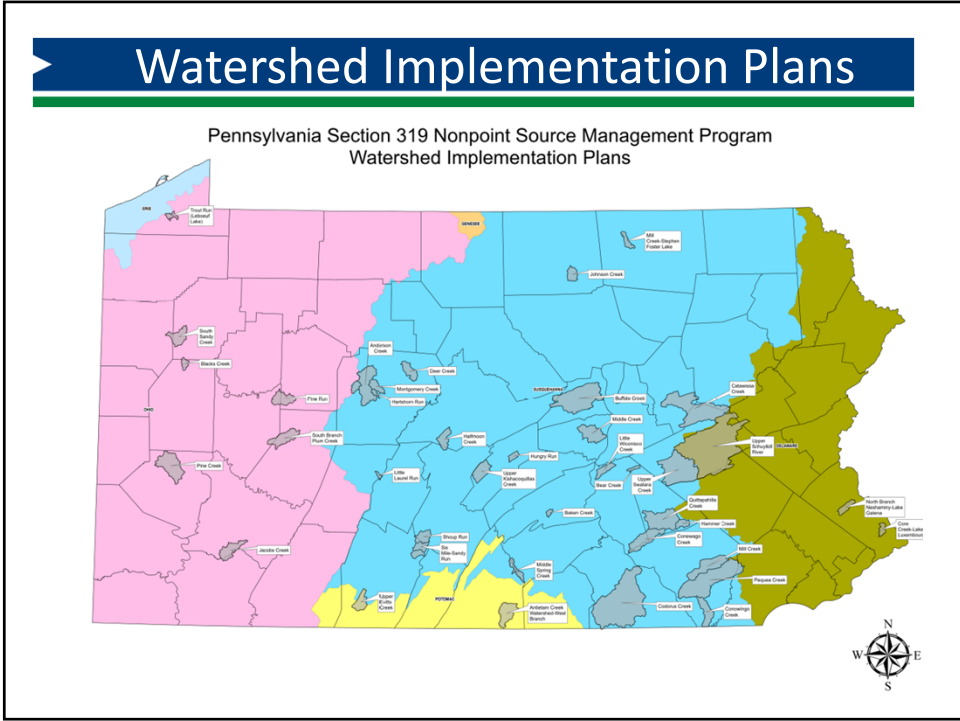 Watershed Implementation Plans
Pennsylvania Section 319 Nonpoint Source Management Program
Watershed Implementation Plans
ERIE
Trout Run
(Leboeuf
Lake)
GENESEE
Mill
Creek-Stephen
Foster Lake
Johnson Creek
South
Sandy
Creek
Blacks Creek
Anderson
Creek
Deer Creek
Montgomery Creek
Hartshorn Run
Pine Run
OHIO
SUSQUEHANNA
Buffalo Creek
Catawissa
Creek
Middle Creek
South Branch
Plum Creek
Halfmoon
Creek
Little
Wiconisco
Creek
Upper
Schuylkill
River
DELAWARE
Pine Creek
Little
Laurel Run
Hungry Run
Upper
Kishacoquillas
Creek
Bear Creek
Upper
Swatara
Creek
Quittapahilla
Creek
North Branch
Neshaminy-Lake
Galena
Hammer Creek
Core
Creek-Lake
Luxembourg
Conewago
Creek
Jacobs Creek
Shoup Run
Six
Mile-Sandy
Run
Mill Creek
Middle
Spring
Creek
Pequea Creek
Upper
Evitts
Creek
POTOMAC
Antietam Creek
Watershed-West
Branch
Codorus Creek
Conowingo
Creek
N
W
E
S